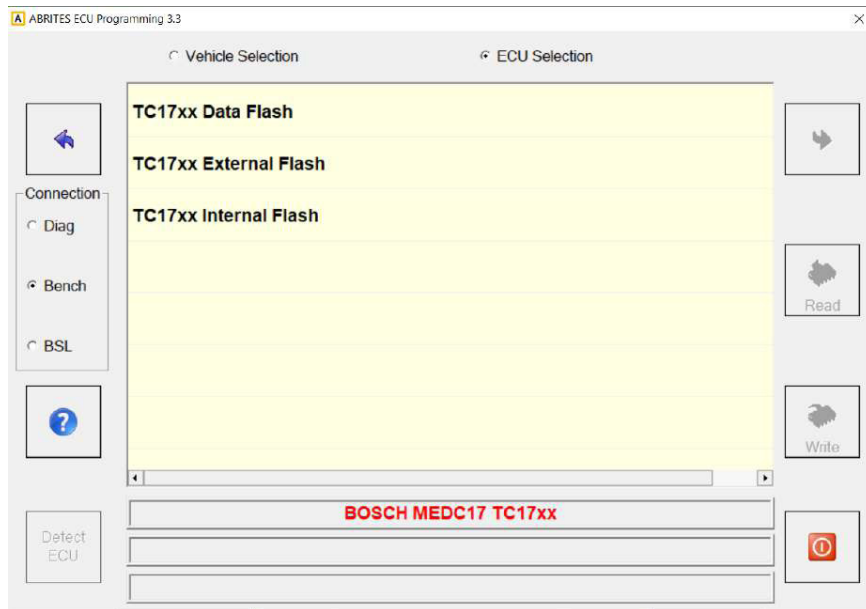 A ABRITES ECU Programming 3.3
Vehicle Selection
ECU Selection
TC17xx Data Flash
TC17xx External Flash
TC17xx Internal Flash
Connection
Diag
Bench
BSL
?
Detect
ECU
Read
Write
BOSCH MEDC17 TC17xx